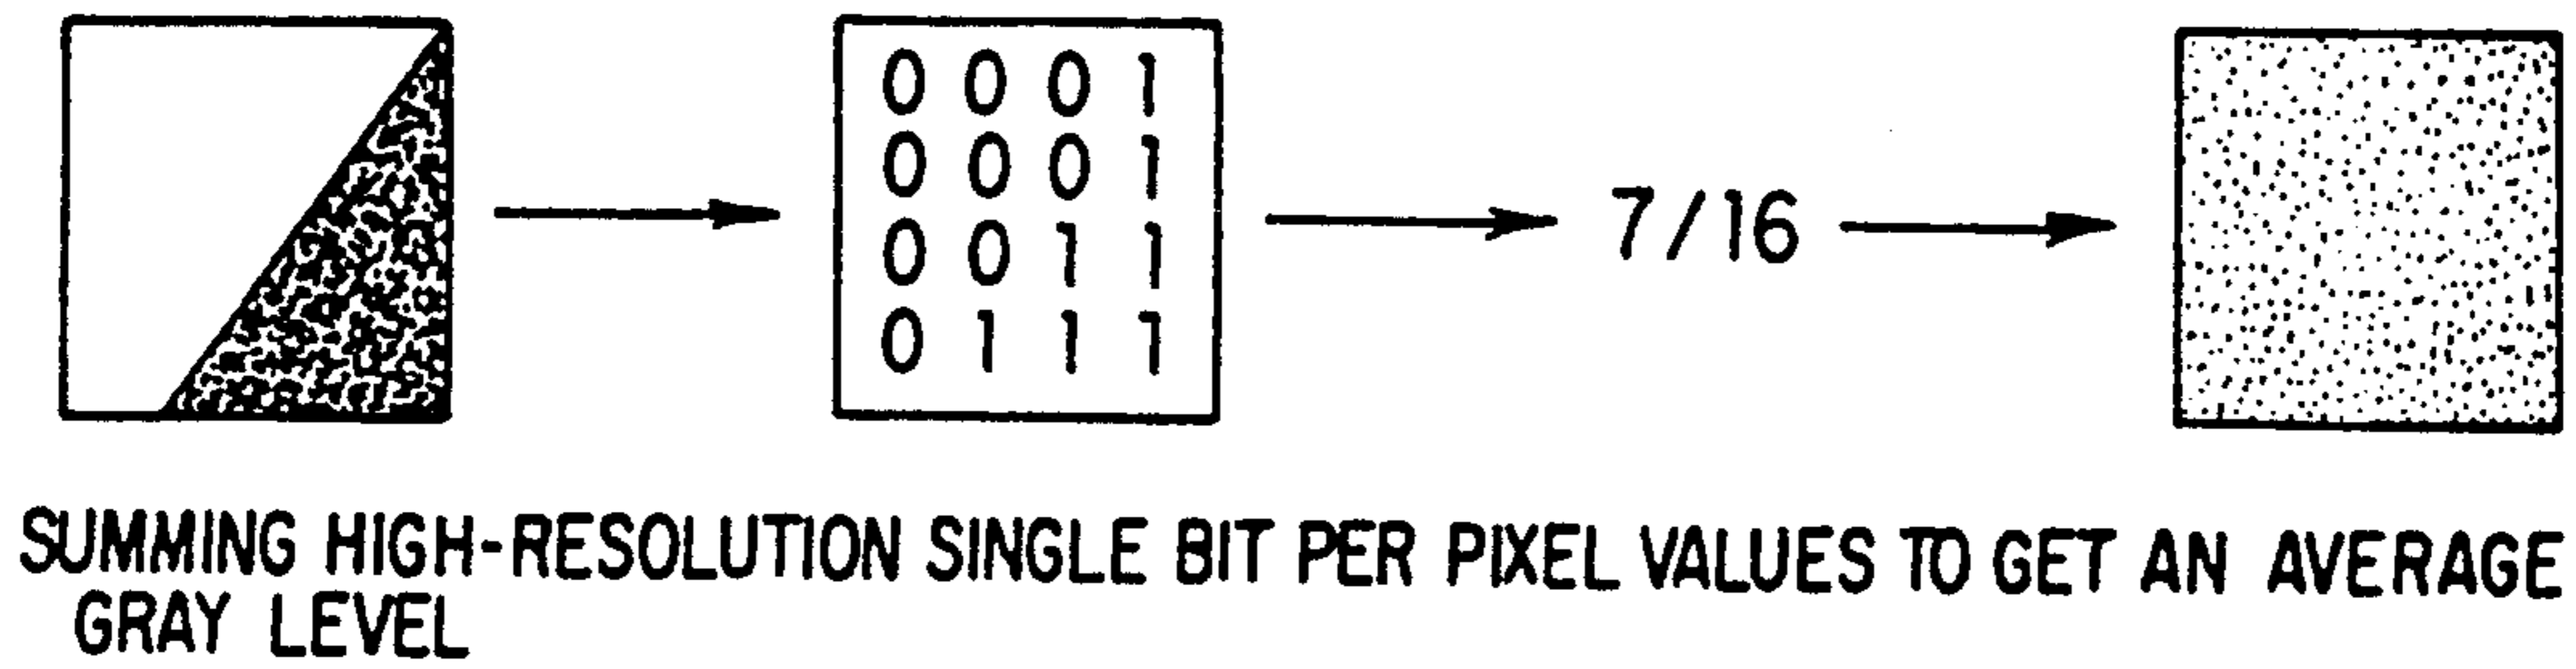 0 0 0 1
0 0 0 1
0 0 1 1
0 1 1 1
7/16
SUMMING HIGH-RESOLUTION SINGLE BIT PER PIXEL VALUES TO GET AN AVERAGE
GRAY LEVEL